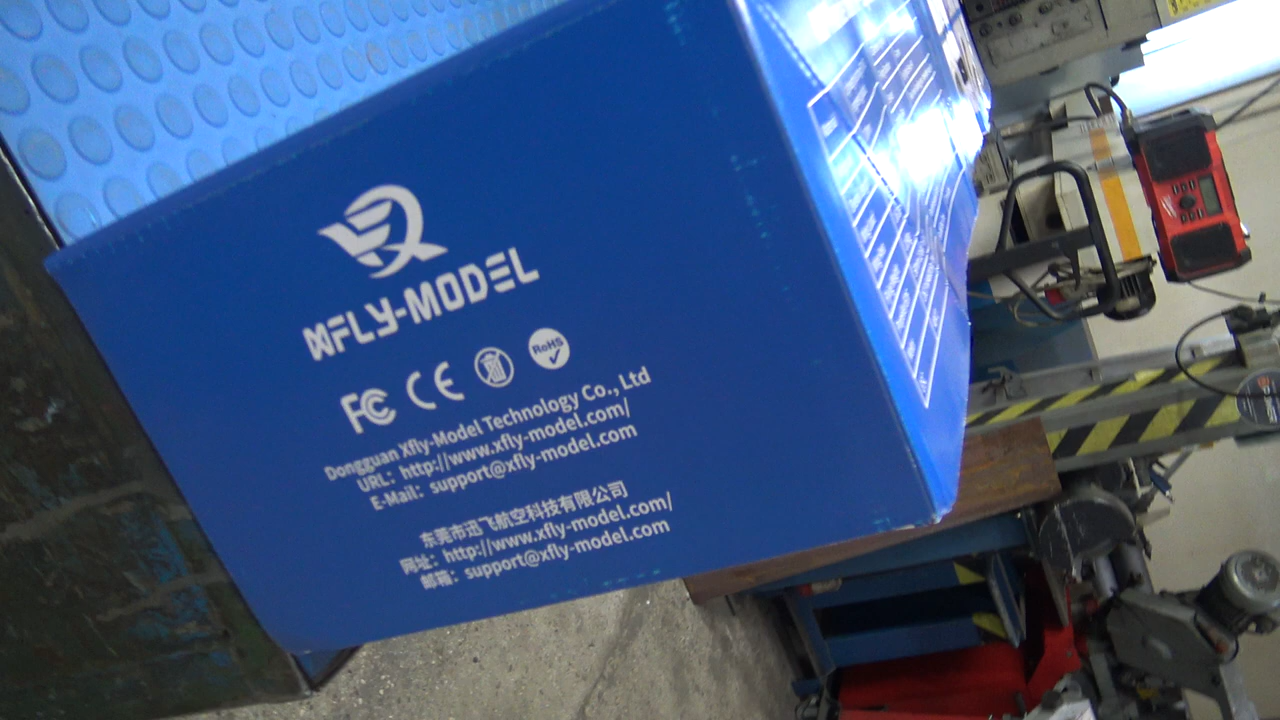 XFLY-MODEL
FC CE RoHS
Dongguan Xfly-Model Technology Co., Ltd
URL: http://www.xfly-model.com/
E-Mail: support@xfly-model.com
东莞市迅飞航空科技有限公司
网址: http://www.xfly-model.com/
邮箱: support@xfly-model.com